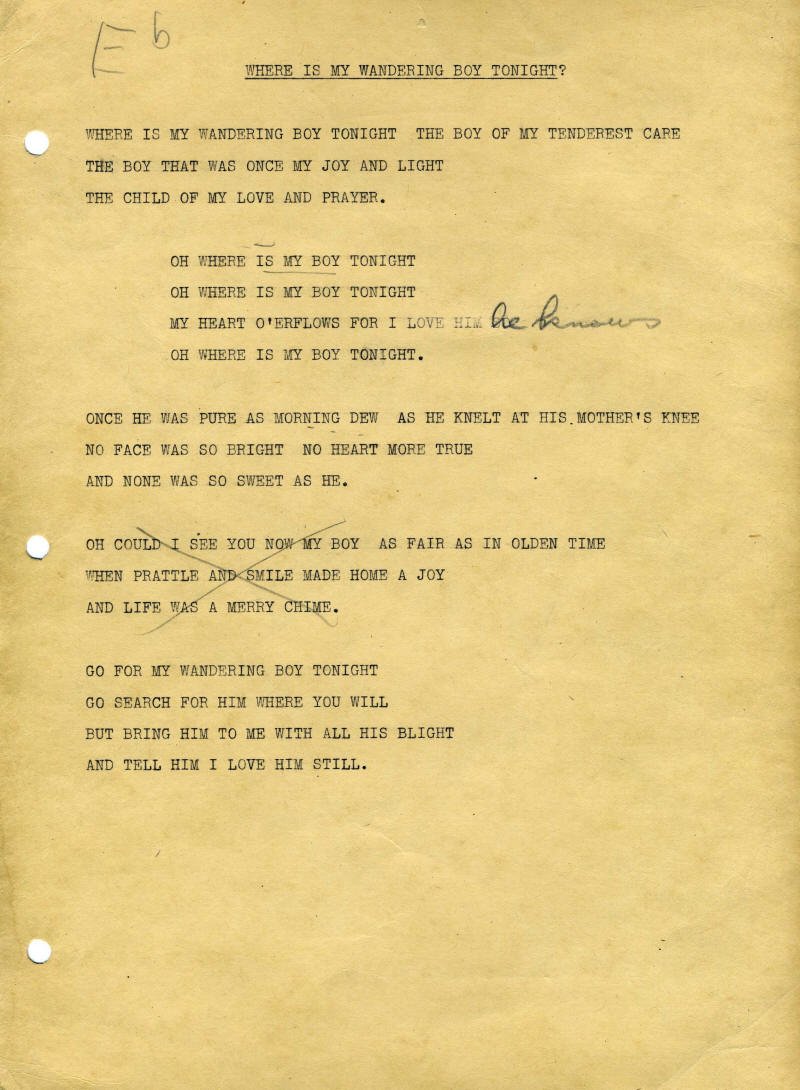 E b
WHERE IS MY WANDERING BOY TONIGHT?
WHERE IS MY WANDERING BOY TONIGHT THE BOY OF MY TENDEREST CARE
THE BOY THAT WAS ONCE MY JOY AND LIGHT
THE CHILD OF MY LOVE AND PRAYER.
OH WHERE IS MY BOY TONIGHT
OH WHERE IS MY BOY TONIGHT
MY HEART O'ERFLOWS FOR I LOVE HIM he knows
OH WHERE IS MY BOY TONIGHT.
ONCE HE WAS PURE AS MORNING DEW AS HE KNELT AT HIS MOTHER'S KNEE
NO FACE WAS SO BRIGHT NO HEART MORE TRUE
AND NONE WAS SO SWEET AS HE.
OH COULD I SEE YOU NOW MY BOY AS FAIR AS IN OLDEN TIME
WHEN PRATTLE AND SMILE MADE HOME A JOY
AND LIFE WAS A MERRY CHIME.
GO FOR MY WANDERING BOY TONIGHT
GO SEARCH FOR HIM WHERE YOU WILL
BUT BRING HIM TO ME WITH ALL HIS BLIGHT
AND TELL HIM I LOVE HIM STILL.